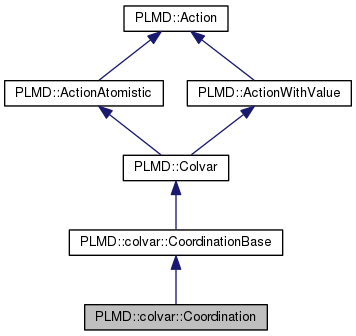 PLMD::Action
PLMD::ActionAtomistic
PLMD::ActionWithValue
PLMD::Colvar
PLMD::colvar::CoordinationBase
PLMD::colvar::Coordination